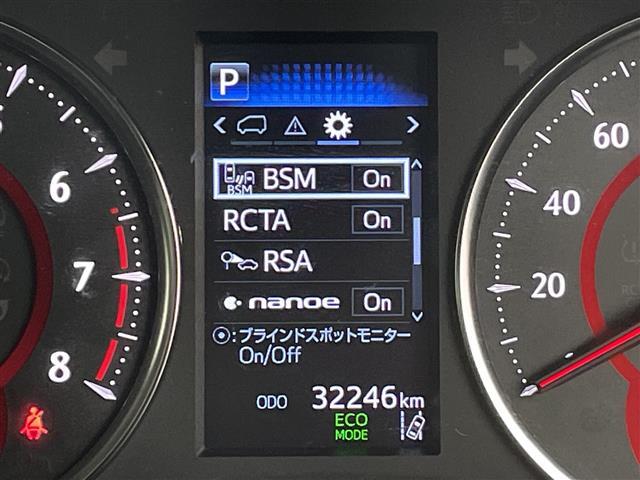 P
BSM BSM On
RCTA On
RSA
nanoe On
:ブラインドスポットモニター
On/Off
ODO 32246km
ECO
MODE
6
7
8
60
40
20